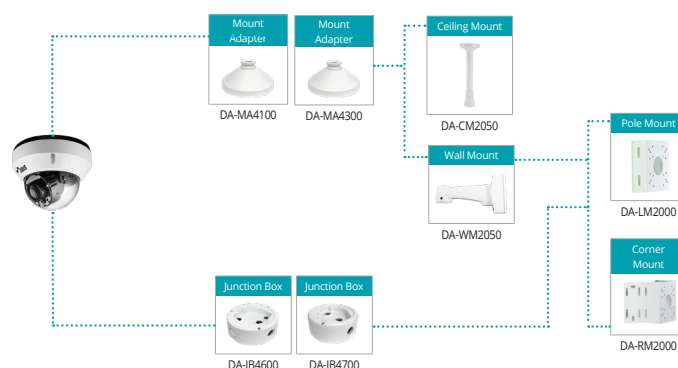 Mount
Adapter
DA-MA4100
Mount
Adapter
DA-MA4300
Ceiling Mount
DA-CM2050
Wall Mount
DA-WM2050
Pole Mount
DA-LM2000
Corner
Mount
DA-RM2000
Junction Box
DA-JB4600
Junction Box
DA-JB4700